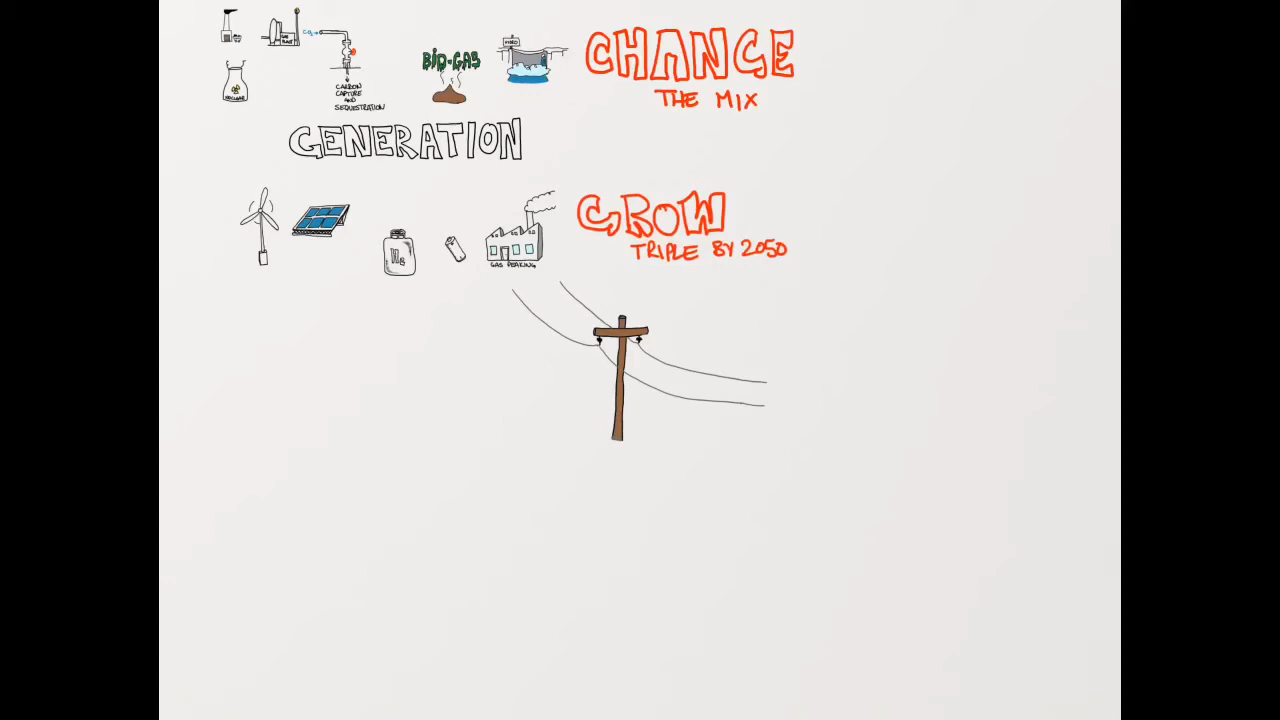 CO₂
GAS PLANT
HYDRO
CHANGE
THE MIX
BIO-GAS
NUCLEAR
CARBON
CAPTURE
AND
SEQUESTRATION
GENERATION
GROW
TRIPLE BY 2050
H₂
GAS PEAKING